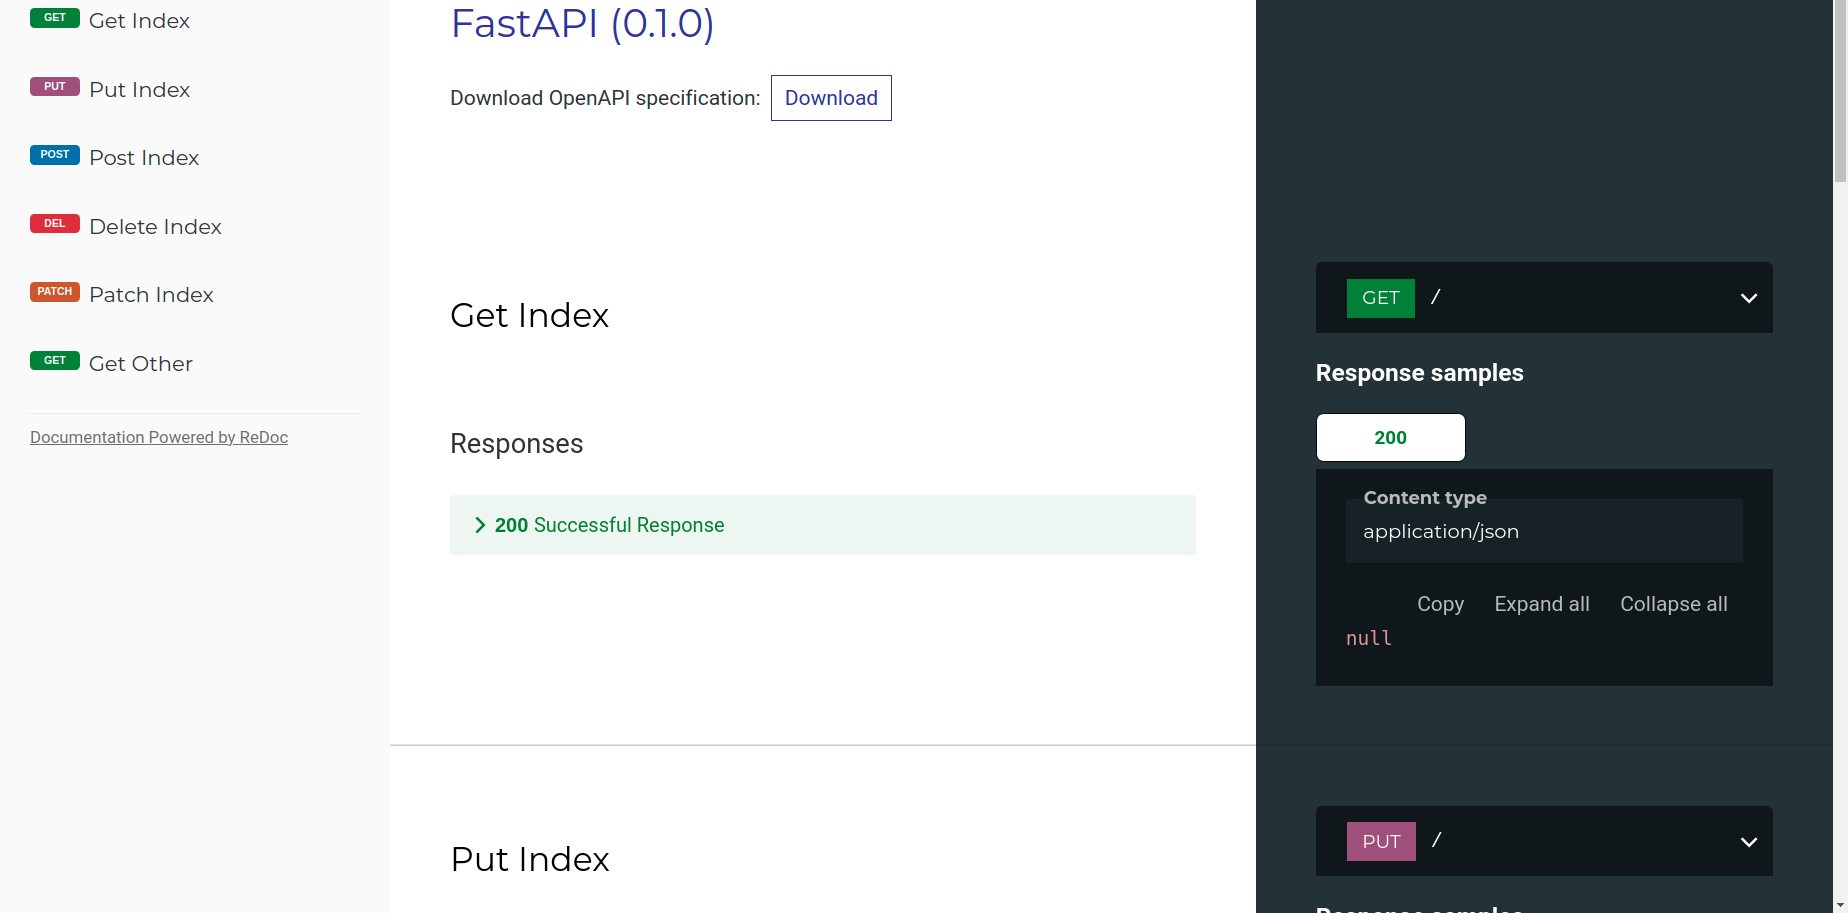 GET Get Index
PUT Put Index
POST Post Index
DEL Delete Index
PATCH Patch Index
GET Get Other
Documentation Powered by ReDoc
FastAPI (0.1.0)
Download OpenAPI specification: Download
Get Index
Responses
200 Successful Response
Put Index
GET /
Response samples
200
Content type
application/json
Copy Expand all Collapse all
null
PUT /
Response samples